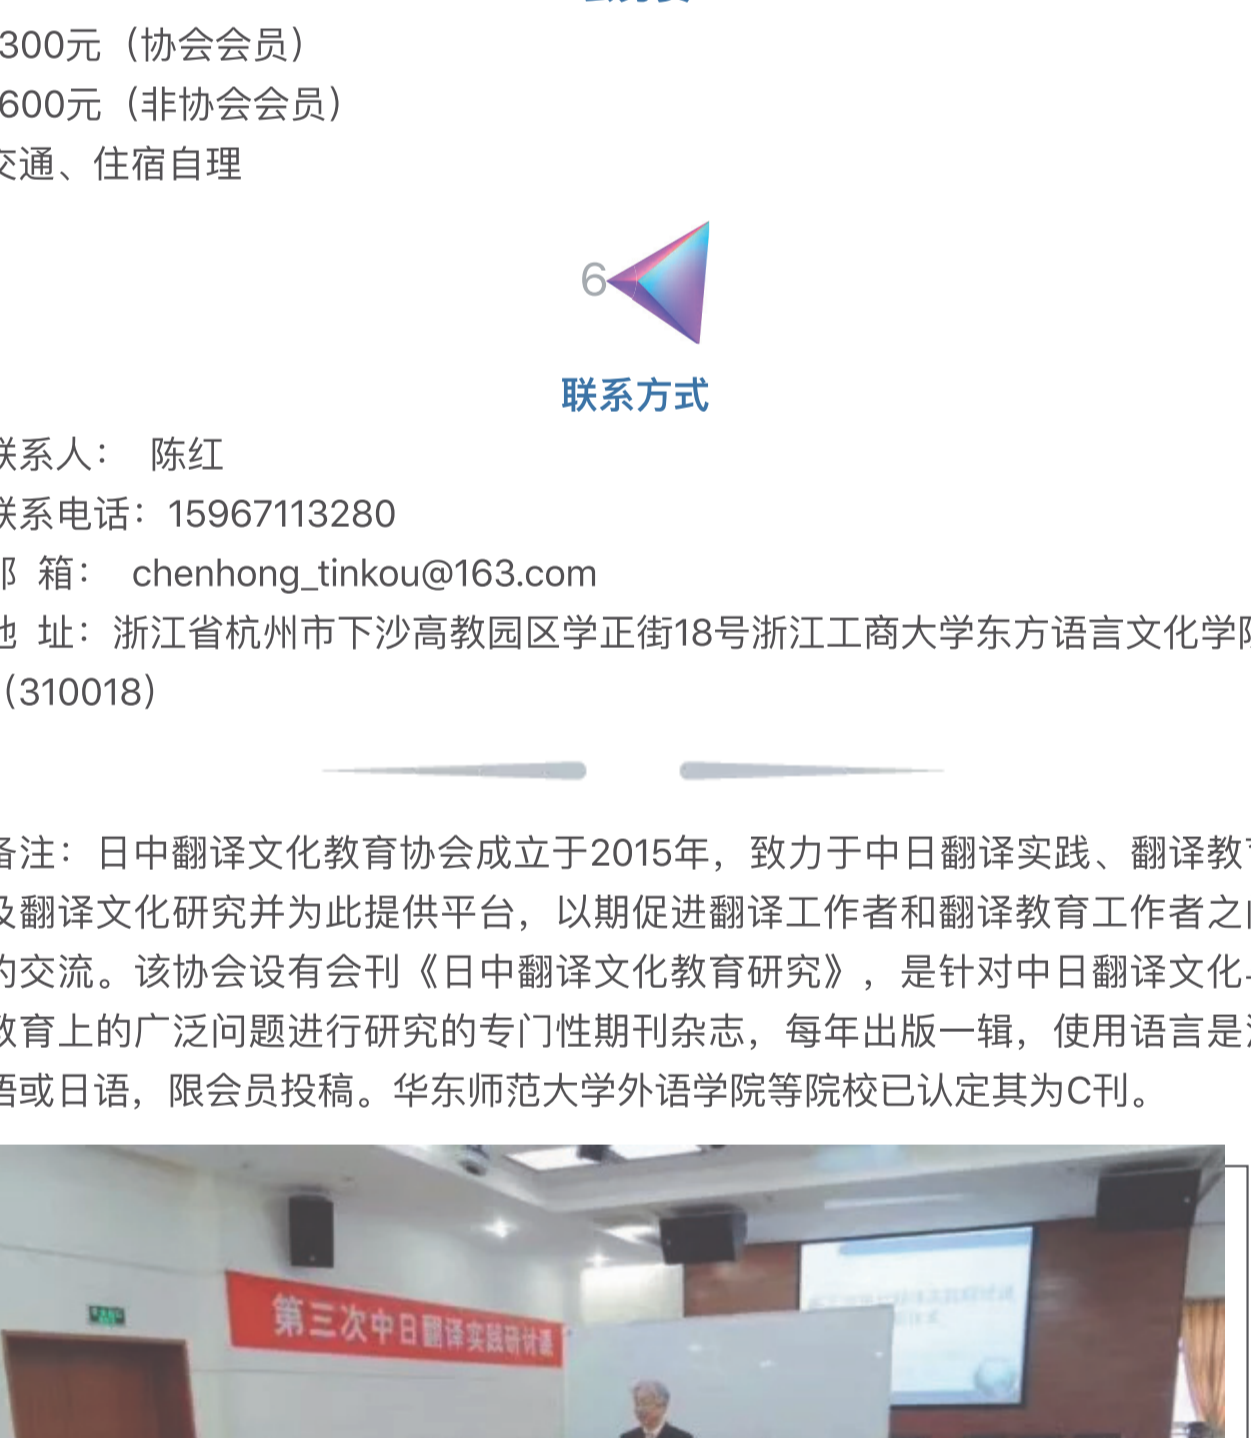 300元（协会会员）
600元（非协会会员）
交通、住宿自理
6
联系方式
联系人： 陈红
联系电话：15967113280
邮 箱： chenhong_tinkou@163.com
地 址：浙江省杭州市下沙高教园区学正街18号浙江工商大学东方语言文化学院
（310018）
备注：日中翻译文化教育协会成立于2015年，致力于中日翻译实践、翻译教育
及翻译文化研究并为此提供平台，以期促进翻译工作者和翻译教育工作者之间
的交流。该协会设有会刊《日中翻译文化教育研究》，是针对中日翻译文化与
教育上的广泛问题进行研究的专门性期刊杂志，每年出版一辑，使用语言是汉
语或日语，限会员投稿。华东师范大学外语学院等院校已认定其为C刊。
第三次中日翻译实践研讨课